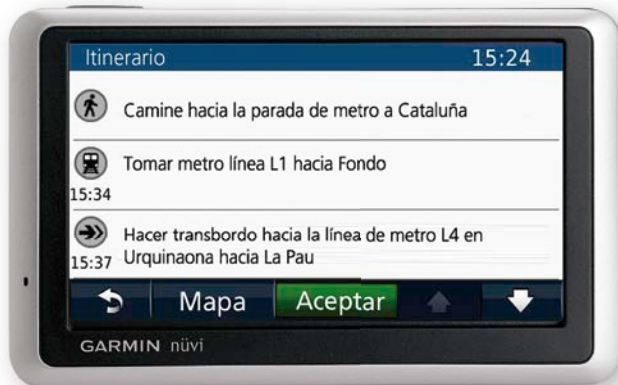 Itinerario 15:24
Camine hacia la parada de metro a Cataluña
Tomar metro línea L1 hacia Fondo
15:34
Hacer transbordo hacia la línea de metro L4 en
15:37 Urquinaona hacia La Pau
Mapa Aceptar
GARMIN nüvi